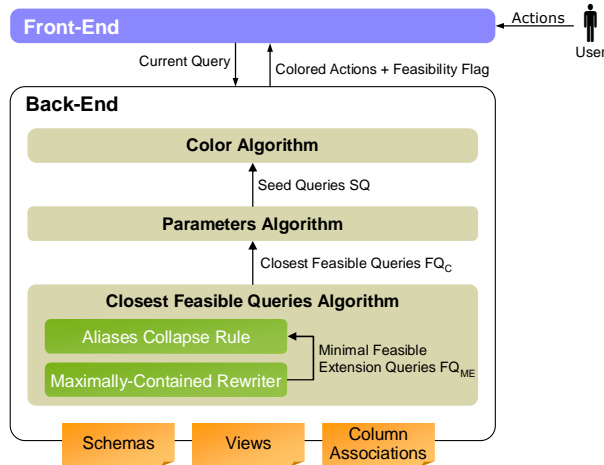 Front-End
Actions
User
Current Query
Colored Actions + Feasibility Flag
Back-End
Color Algorithm
Seed Queries SQ
Parameters Algorithm
Closest Feasible Queries FQC
Closest Feasible Queries Algorithm
Aliases Collapse Rule
Minimal Feasible
Extension Queries FQME
Maximally-Contained Rewriter
Schemas
Views
Column
Associations